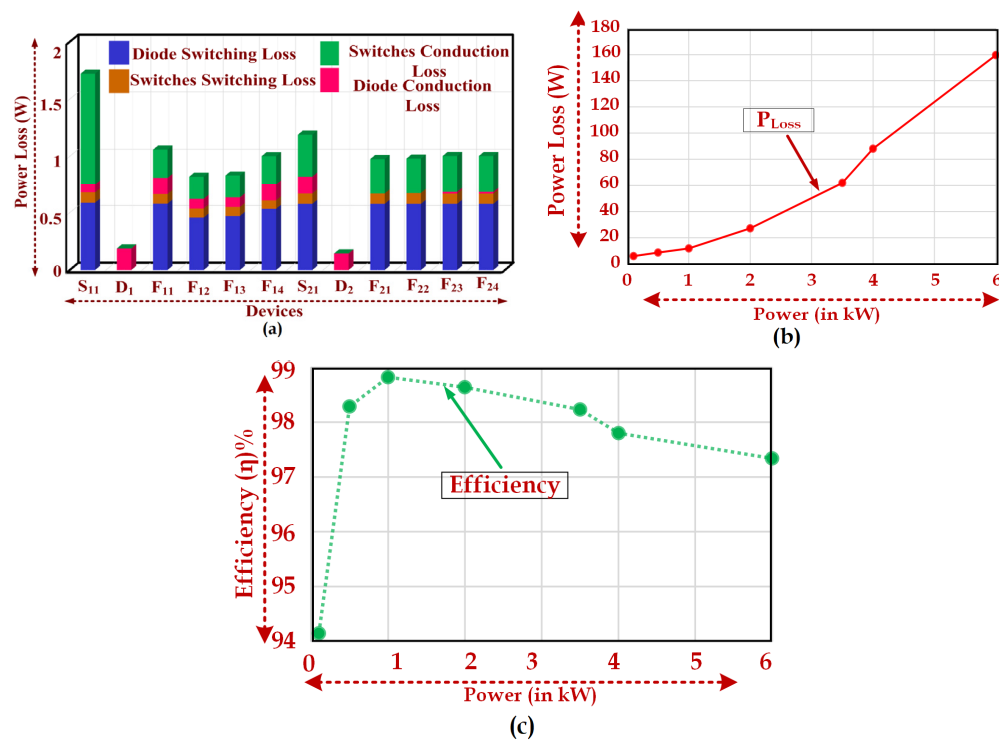 Power Loss (W)
2
1.5
1
0.5
0
Diode Switching Loss
Switches Switching Loss
Switches Conduction
Loss
Diode Conduction
Loss
S11 D1 F11 F12 F13 F14 S21 D2 F21 F22 F23 F24
Devices
(a)
Power Loss (W)
180
160
140
120
100
80
60
40
20
0
PLoss
0 1 2 3 4 5 6
Power (in kW)
(b)
Efficiency (η)%
99
98
97
96
95
94
Efficiency
0 1 2 3 4 5 6
Power (in kW)
(c)